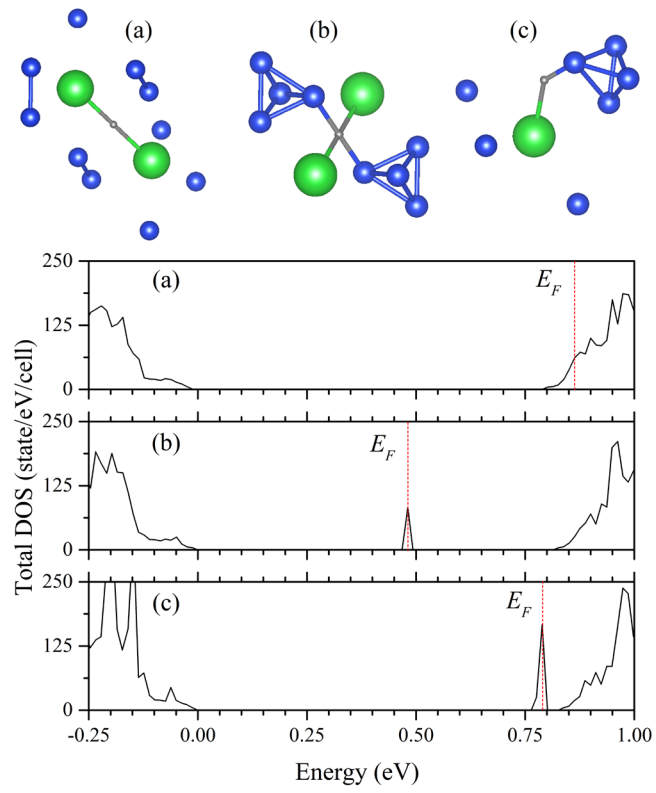 (a) (b) (c)
Total DOS (state/eV/cell)
250
(a)
E_F
125
0
250
(b)
E_F
125
0
250
(c)
E_F
125
0
-0.25 0.00 0.25 0.50 0.75 1.00
Energy (eV)